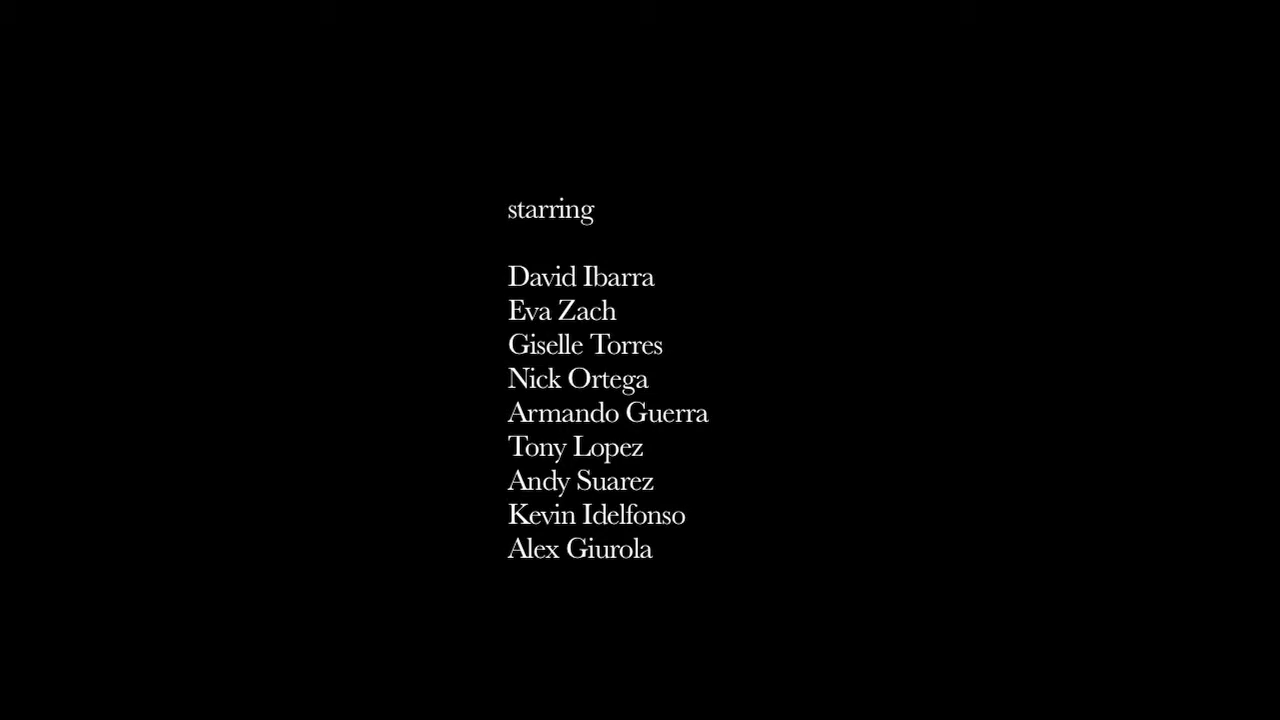 starring
David Ibarra
Eva Zach
Giselle Torres
Nick Ortega
Armando Guerra
Tony Lopez
Andy Suarez
Kevin Idelfonso
Alex Giurola